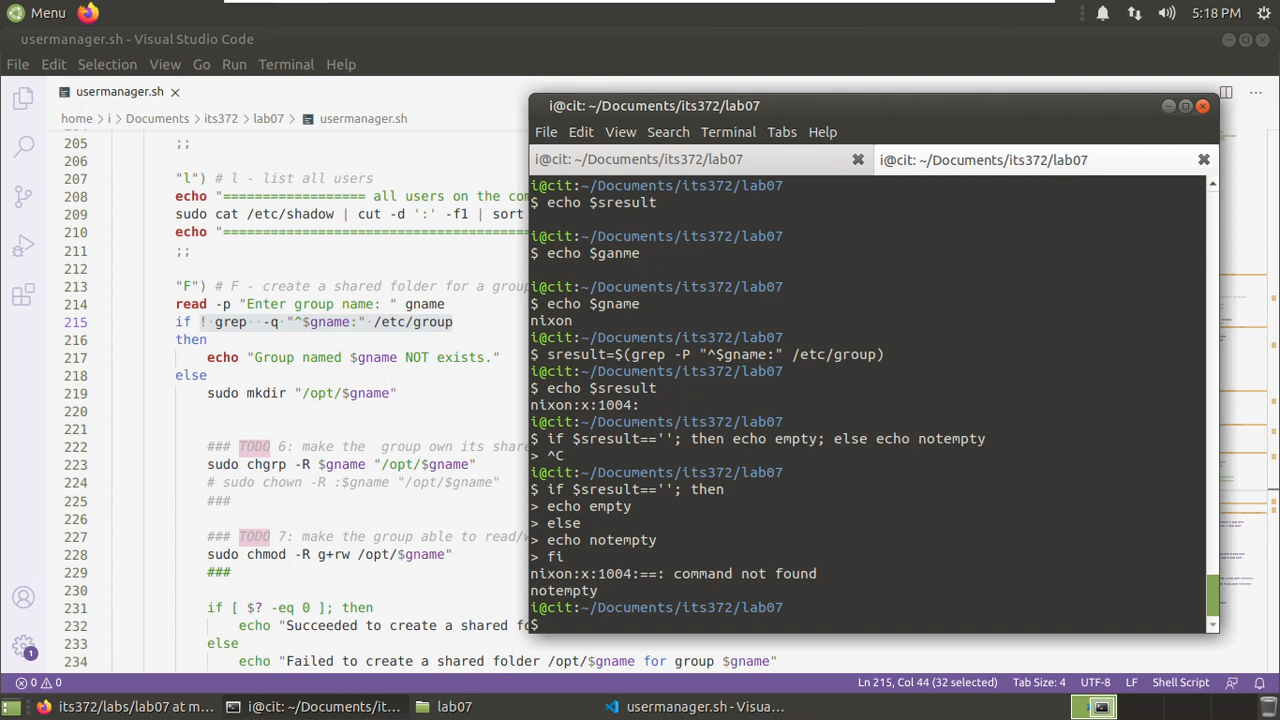 Menu
5:18 PM
usermanager.sh - Visual Studio Code
File Edit Selection View Go Run Terminal Help
usermanager.sh
home > i > Documents > its372 > lab07 > usermanager.sh
205 ;;
206
207 "l") # l - list all users
208 echo "================== all users on the com
209 sudo cat /etc/shadow | cut -d ':' -f1 | sort
210 echo "=======================================
211 ;;
212
213 "F") # F - create a shared folder for a group
214 read -p "Enter group name: " gname
215 if ! grep  -q "^$gname:" /etc/group
216 then
217 echo "Group named $gname NOT exists."
218 else
219 sudo mkdir "/opt/$gname"
220
221
222 ### TODO 6: make the  group own its share
223 sudo chgrp -R $gname "/opt/$gname"
224 # sudo chown -R :$gname "/opt/$gname"
225 ###
226
227 ### TODO 7: make the group able to read/w
228 sudo chmod -R g+rw /opt/$gname"
229 ###
230
231 if [ $? -eq 0 ]; then
232 echo "Succeeded to create a shared fo
233 else
234 echo "Failed to create a shared folder /opt/$gname for group $gname"
i@cit: ~/Documents/its372/lab07
File Edit View Search Terminal Tabs Help
i@cit: ~/Documents/its372/lab07
i@cit: ~/Documents/its372/lab07
i@cit:~/Documents/its372/lab07
$ echo $sresult
i@cit:~/Documents/its372/lab07
$ echo $ganme
i@cit:~/Documents/its372/lab07
$ echo $gname
nixon
i@cit:~/Documents/its372/lab07
$ sresult=$(grep -P "^$gname:" /etc/group)
i@cit:~/Documents/its372/lab07
$ echo $sresult
nixon:x:1004:
i@cit:~/Documents/its372/lab07
$ if $sresult==''; then echo empty; else echo notempty
> ^C
i@cit:~/Documents/its372/lab07
$ if $sresult==''; then
> echo empty
> else
> echo notempty
> fi
nixon:x:1004:==: command not found
notempty
i@cit:~/Documents/its372/lab07
$
1
0 0
Ln 215, Col 44 (32 selected) Tab Size: 4 UTF-8 LF Shell Script
its372/labs/lab07 at m... i@cit: ~/Documents/it... lab07 usermanager.sh - Visua...